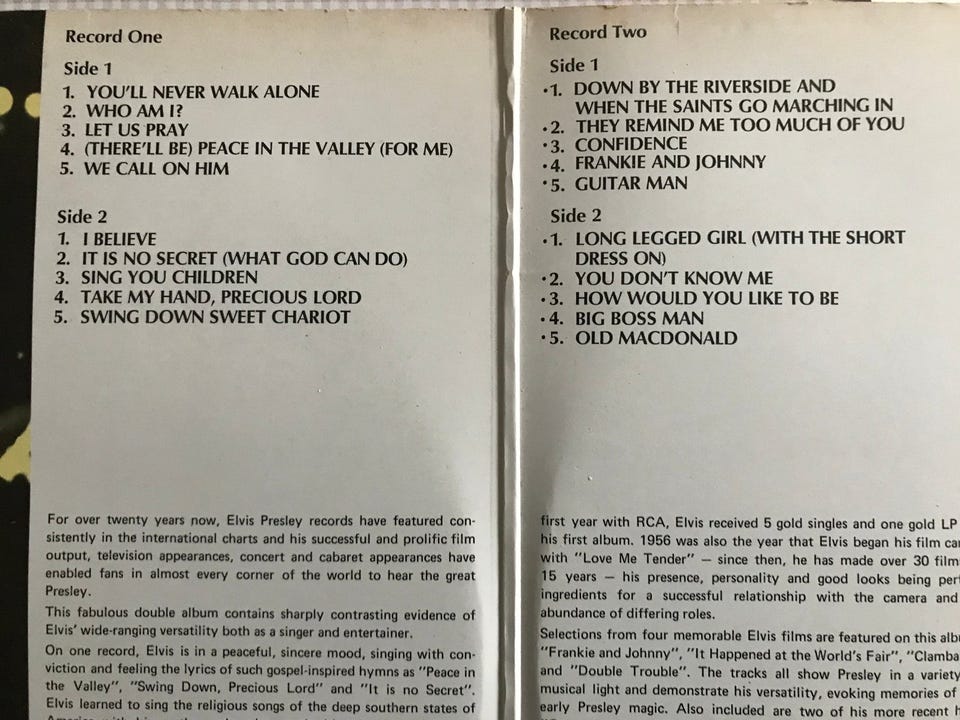 Record One
Side 1
1. YOU'LL NEVER WALK ALONE
2. WHO AM I?
3. LET US PRAY
4. (THERE'LL BE) PEACE IN THE VALLEY (FOR ME)
5. WE CALL ON HIM
Side 2
1. I BELIEVE
2. IT IS NO SECRET (WHAT GOD CAN DO)
3. SING YOU CHILDREN
4. TAKE MY HAND, PRECIOUS LORD
5. SWING DOWN SWEET CHARIOT
For over twenty years now, Elvis Presley records have featured con-
sistently in the international charts and his successful and prolific film
output, television appearances, concert and cabaret appearances have
enabled fans in almost every corner of the world to hear the great
Presley.
This fabulous double album contains sharply contrasting evidence of
Elvis' wide-ranging versatility both as a singer and entertainer.
On one record, Elvis is in a peaceful, sincere mood, singing with con-
viction and feeling the lyrics of such gospel-inspired hymns as "Peace in
the Valley", "Swing Down, Precious Lord" and "It is no Secret".
Elvis learned to sing the religious songs of the deep southern states of
Record Two
Side 1
•1. DOWN BY THE RIVERSIDE AND
WHEN THE SAINTS GO MARCHING IN
•2. THEY REMIND ME TOO MUCH OF YOU
•3. CONFIDENCE
•4. FRANKIE AND JOHNNY
•5. GUITAR MAN
Side 2
•1. LONG LEGGED GIRL (WITH THE SHORT
DRESS ON)
•2. YOU DON'T KNOW ME
•3. HOW WOULD YOU LIKE TO BE
•4. BIG BOSS MAN
•5. OLD MACDONALD
first year with RCA, Elvis received 5 gold singles and one gold LP
his first album. 1956 was also the year that Elvis began his film
with "Love Me Tender" — since then, he has made over 30
15 years — his presence, personality and good looks being
ingredients for a successful relationship with the camera and
abundance of differing roles.
Selections from four memorable Elvis films are featured on this
"Frankie and Johnny", "It Happened at the World's Fair",
and "Double Trouble". The tracks all show Presley in a variety
musical light and demonstrate his versatility, evoking memories of
early Presley magic. Also included are two of his more recent